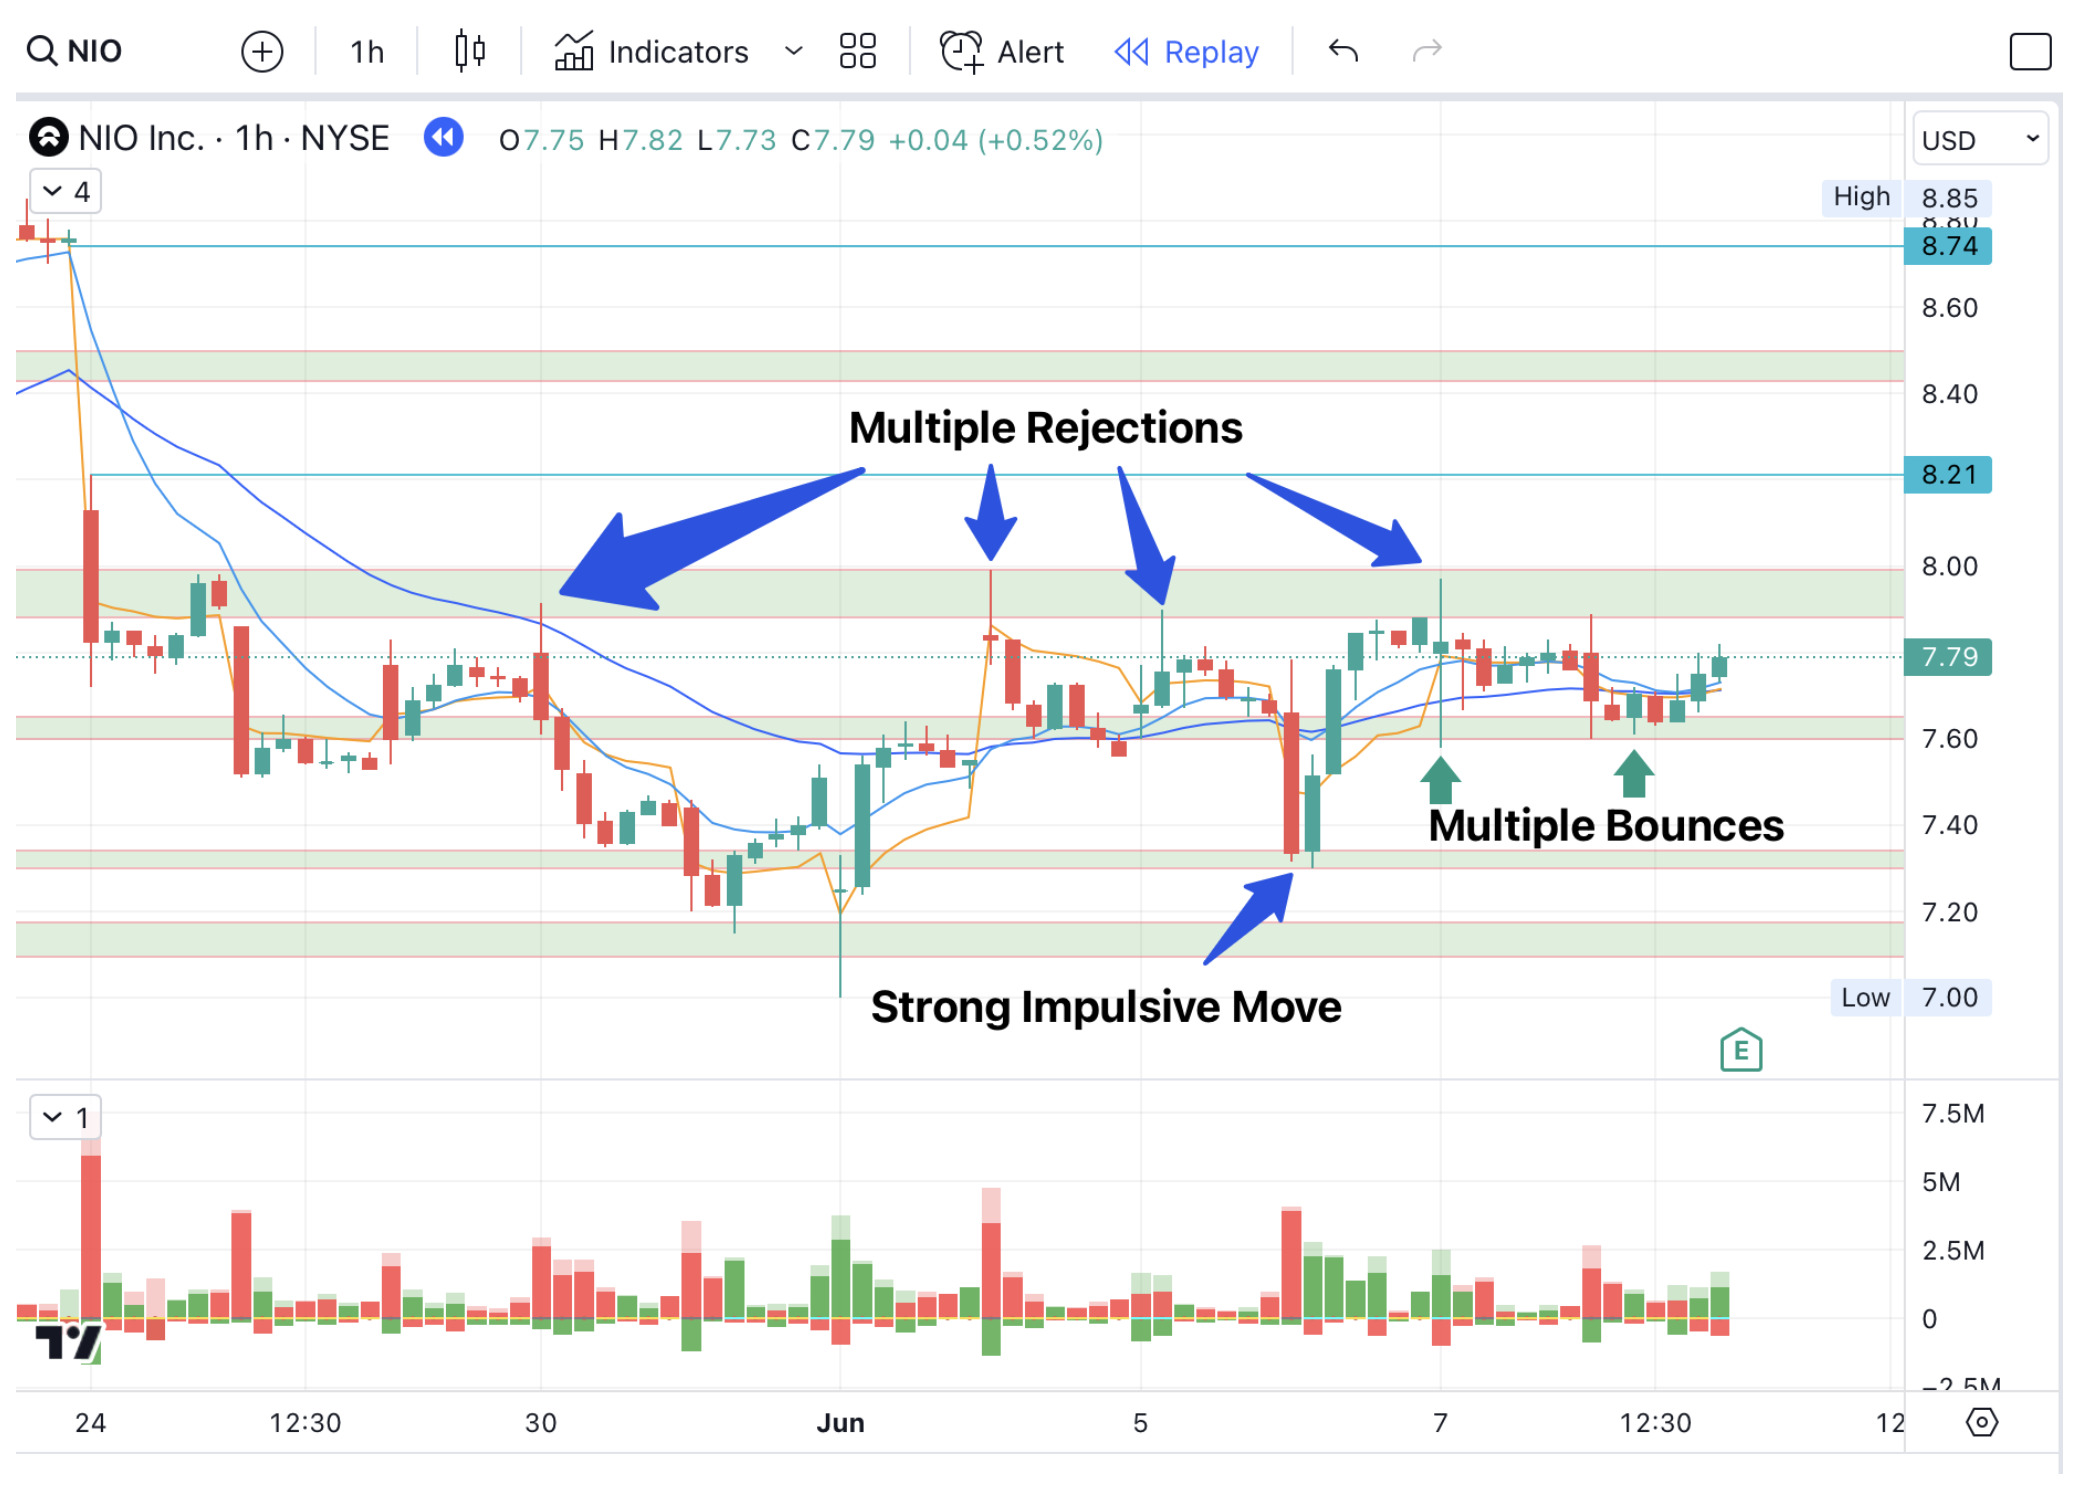 NIO 1h Indicators Alert Replay
NIO Inc. · 1h · NYSE O7.75 H7.82 L7.73 C7.79 +0.04 (+0.52%) USD
4
High 8.85
8.80
8.74
8.60
8.40
Multiple Rejections
8.21
8.00
7.79
7.60
Multiple Bounces
7.40
7.20
Strong Impulsive Move
Low 7.00
E
1
7.5M
5M
2.5M
0
−2.5M
24 12:30 30 Jun 5 7 12:30 12